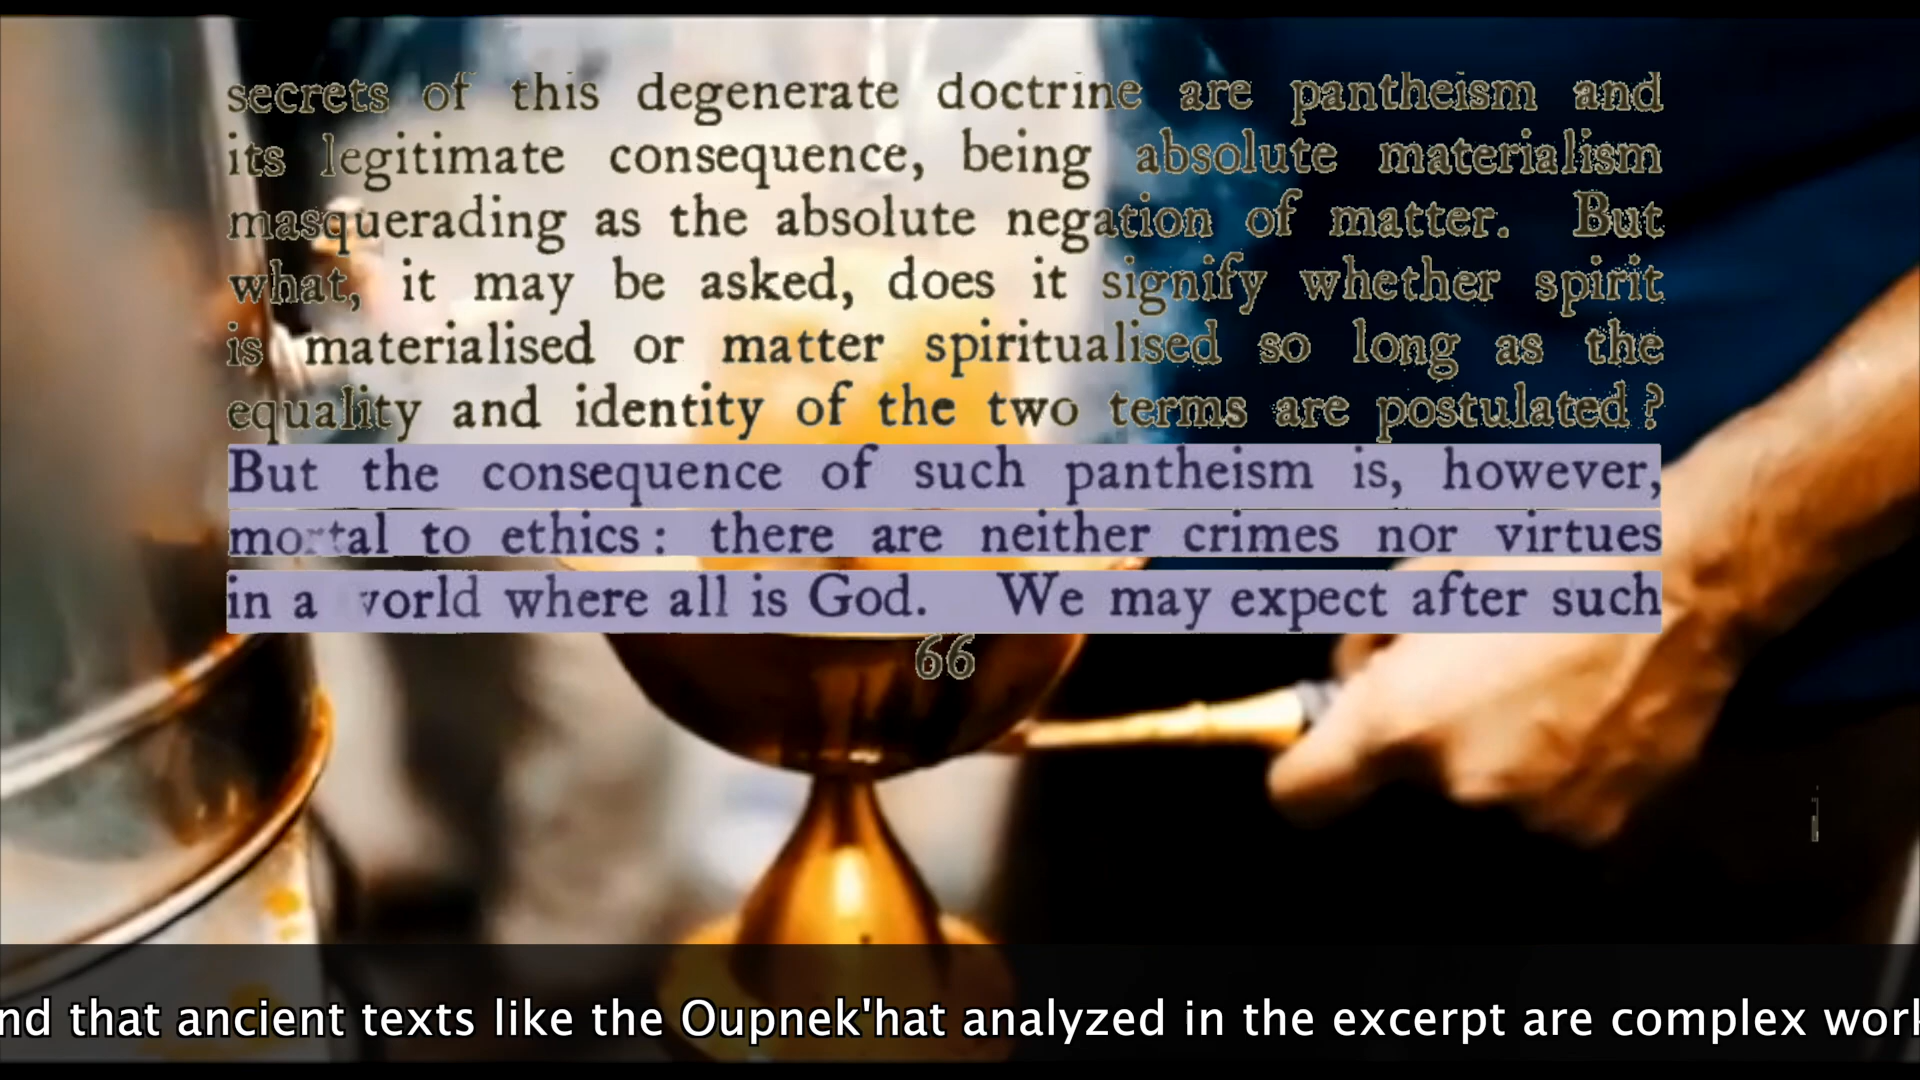 secrets of this degenerate doctrine are pantheism and
its legitimate consequence, being absolute materialism
masquerading as the absolute negation of matter. But
what, it may be asked, does it signify whether spirit
is materialised or matter spiritualised so long as the
equality and identity of the two terms are postulated?
But the consequence of such pantheism is, however,
mortal to ethics: there are neither crimes nor virtues
in a world where all is God. We may expect after such
66
nd that ancient texts like the Oupnek'hat analyzed in the excerpt are complex work